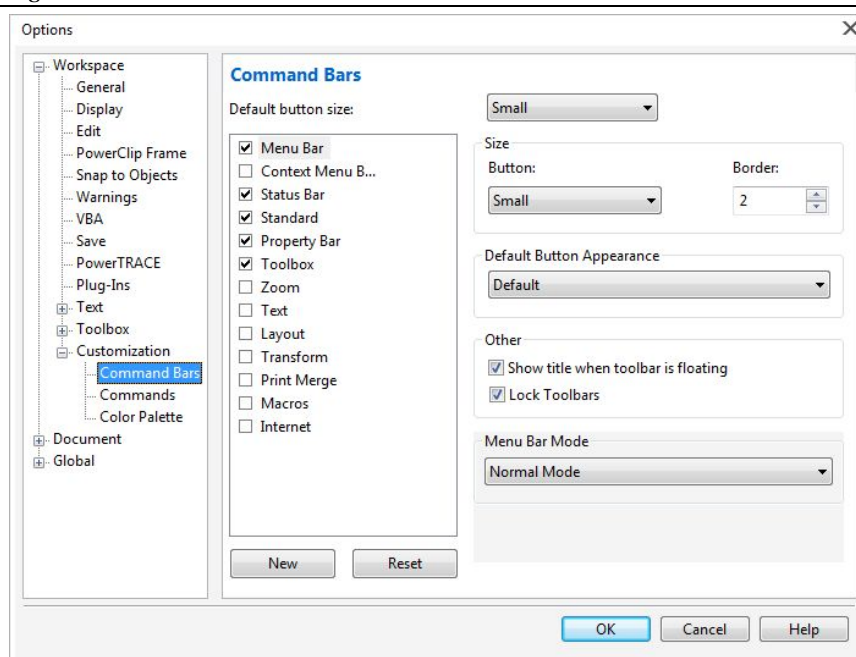 Options
Workspace
General
Display
Edit
PowerClip Frame
Snap to Objects
Warnings
VBA
Save
PowerTRACE
Plug-Ins
Text
Toolbox
Customization
Command Bars
Commands
Color Palette
Document
Global
Command Bars
Default button size:
Small
Menu Bar
Context Menu B...
Status Bar
Standard
Property Bar
Toolbox
Zoom
Text
Layout
Transform
Print Merge
Macros
Internet
New Reset
Size
Button: Border:
Small 2
Default Button Appearance
Default
Other
Show title when toolbar is floating
Lock Toolbars
Menu Bar Mode
Normal Mode
OK Cancel Help